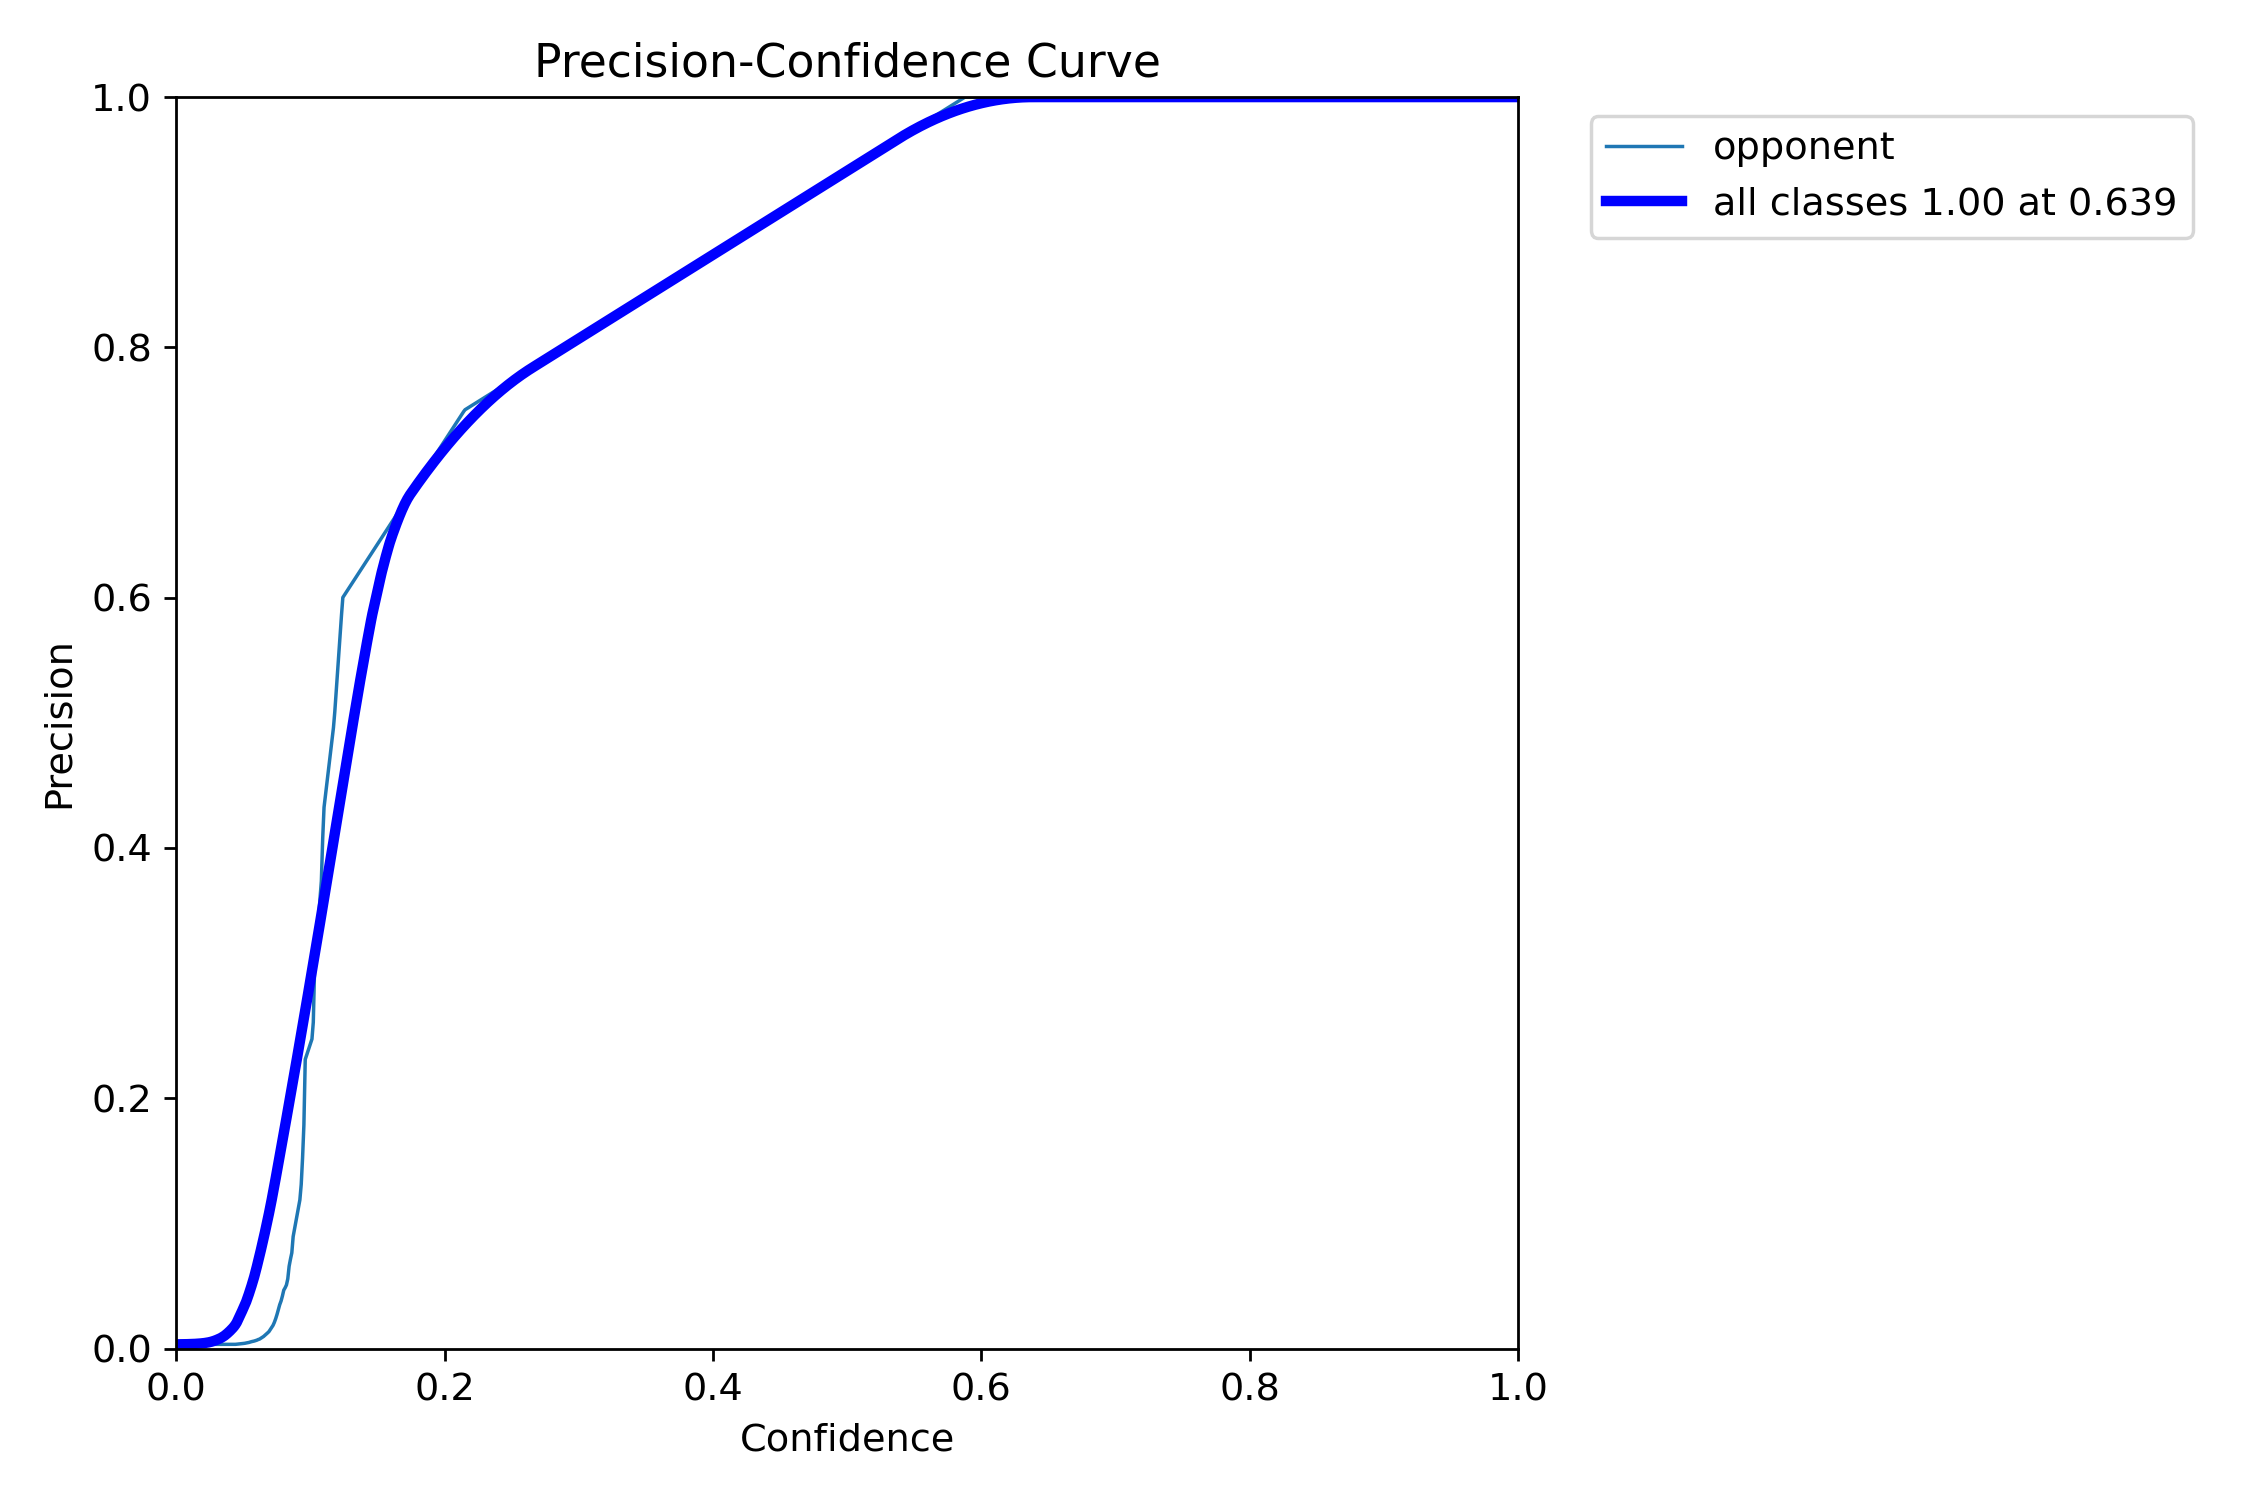 Precision-Confidence Curve
1.0
0.8
0.6
0.4
0.2
0.0
Precision
0.0 0.2 0.4 0.6 0.8 1.0
Confidence
opponent
all classes 1.00 at 0.639